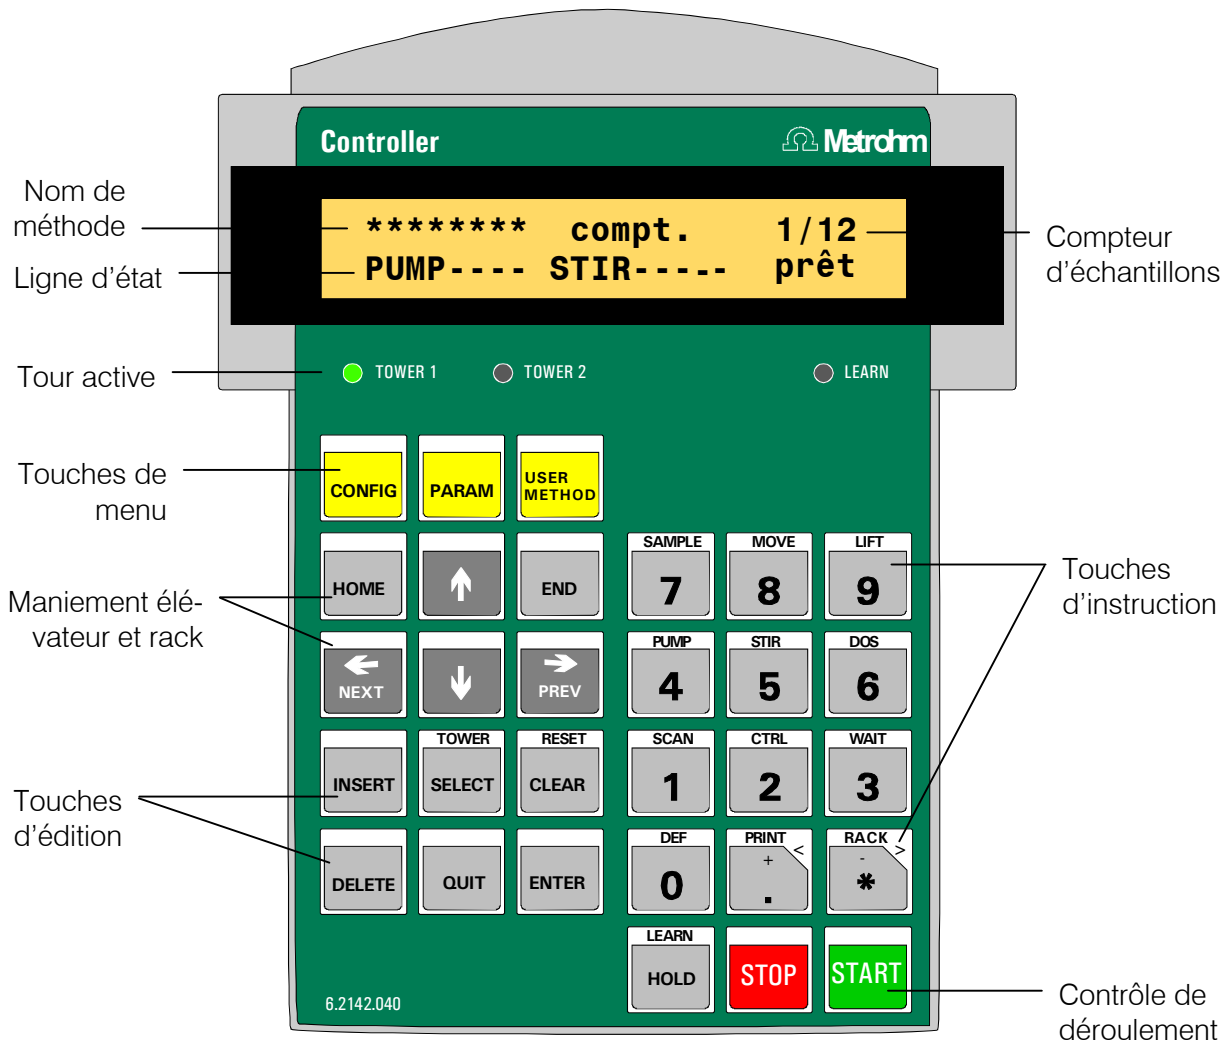 Controller
Metrohm
Nom de
méthode
******** compt. 1/12
Compteur
d'échantillons
Ligne d'état
PUMP---- STIR----- prêt
Tour active
TOWER 1 TOWER 2 LEARN
Touches de
menu
CONFIG PARAM USER
METHOD
SAMPLE MOVE LIFT
HOME END 7 8 9
Touches
d'instruction
Maniement élé-
vateur et rack
PUMP STIR DOS
NEXT PREV 4 5 6
TOWER RESET SCAN CTRL WAIT
INSERT SELECT CLEAR 1 2 3
Touches
d'édition
DEF PRINT < RACK >
+ -
DELETE QUIT ENTER 0 . *
LEARN
HOLD STOP START
6.2142.040
Contrôle de
déroulement